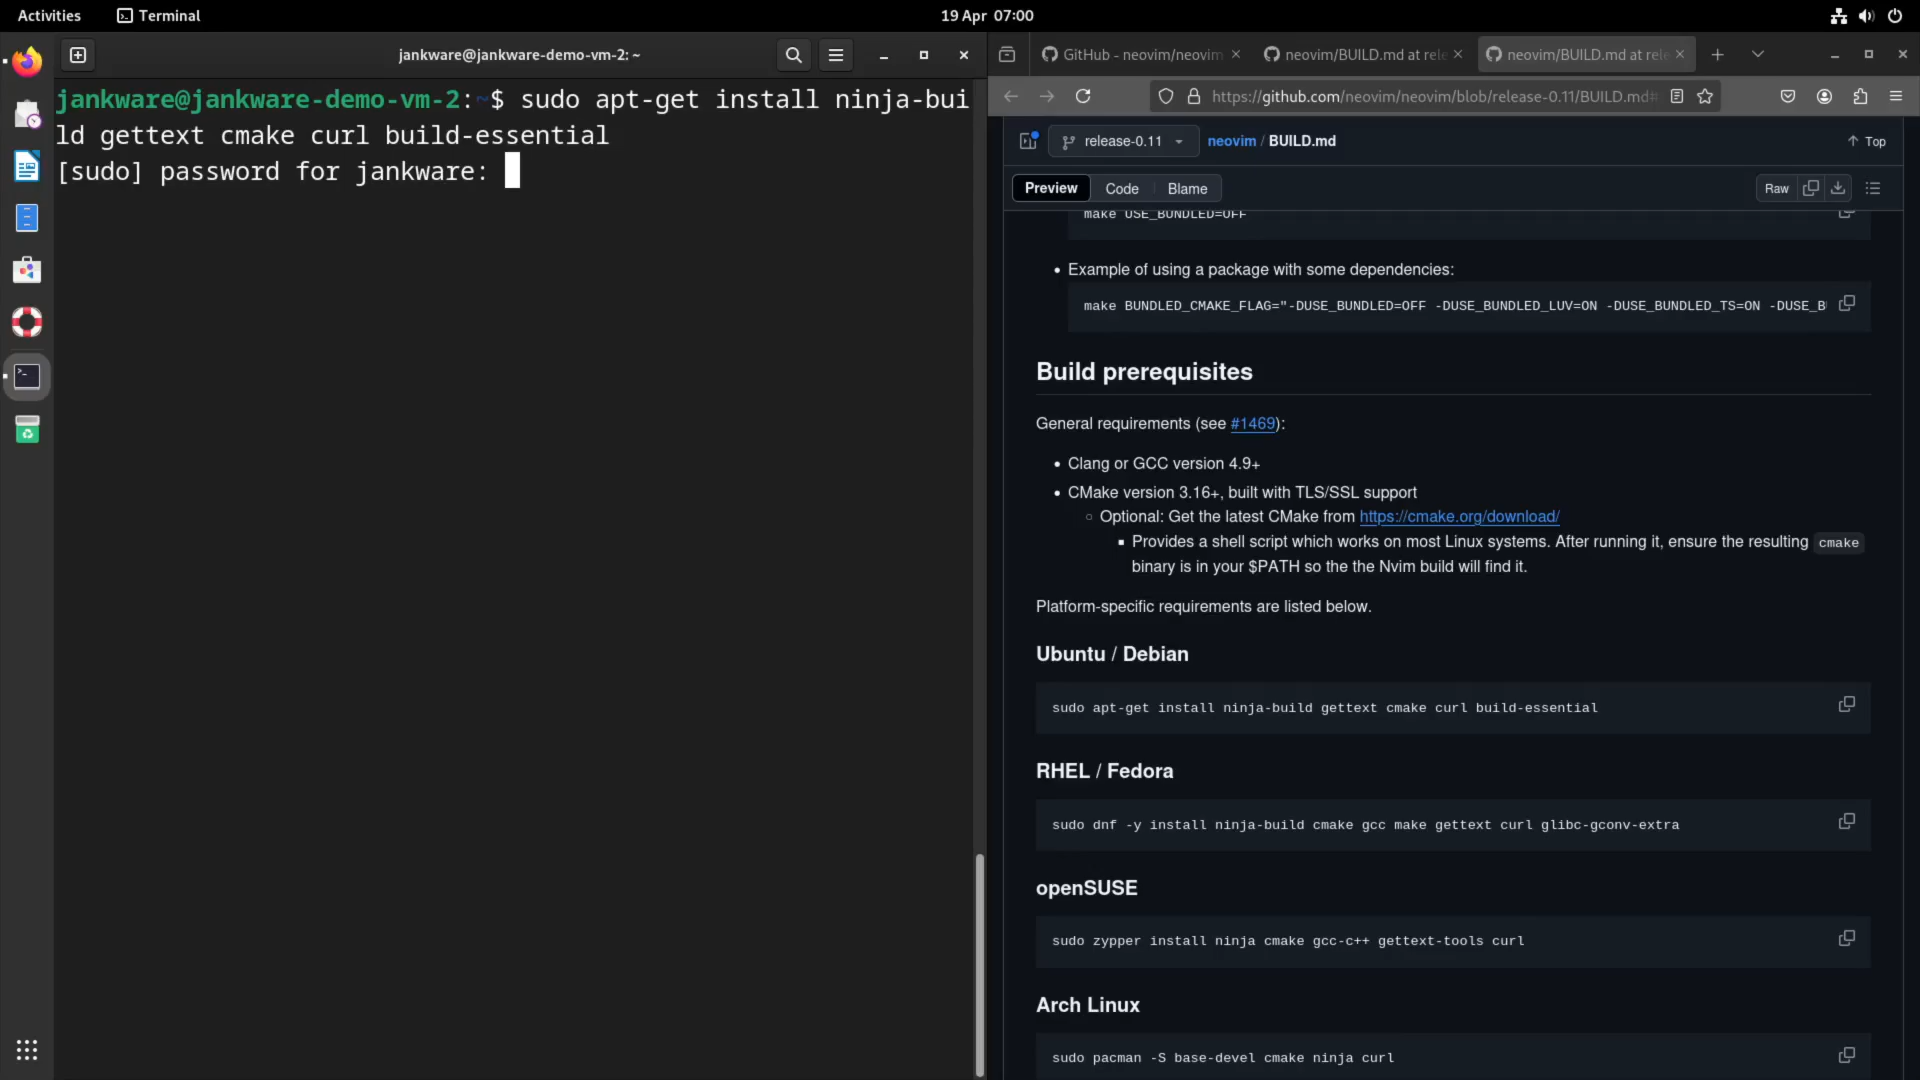 Activities
Terminal
19 Apr 07:00
jankware@jankware-demo-vm-2: ~
jankware@jankware-demo-vm-2:~$ sudo apt-get install ninja-bui
ld gettext cmake curl build-essential
[sudo] password for jankware:
GitHub - neovim/neovim
neovim/BUILD.md at rele
neovim/BUILD.md at rele
https://github.com/neovim/neovim/blob/release-0.11/BUILD.md#
release-0.11
neovim / BUILD.md
Top
Preview
Code
Blame
Raw
make USE_BUNDLED=OFF
• Example of using a package with some dependencies:
make BUNDLED_CMAKE_FLAG="-DUSE_BUNDLED=OFF -DUSE_BUNDLED_LUV=ON -DUSE_BUNDLED_TS=ON -DUSE_B
Build prerequisites
General requirements (see #1469):
• Clang or GCC version 4.9+
• CMake version 3.16+, built with TLS/SSL support
○ Optional: Get the latest CMake from https://cmake.org/download/
▪ Provides a shell script which works on most Linux systems. After running it, ensure the resulting cmake
binary is in your $PATH so the the Nvim build will find it.
Platform-specific requirements are listed below.
Ubuntu / Debian
sudo apt-get install ninja-build gettext cmake curl build-essential
RHEL / Fedora
sudo dnf -y install ninja-build cmake gcc make gettext curl glibc-gconv-extra
openSUSE
sudo zypper install ninja cmake gcc-c++ gettext-tools curl
Arch Linux
sudo pacman -S base-devel cmake ninja curl